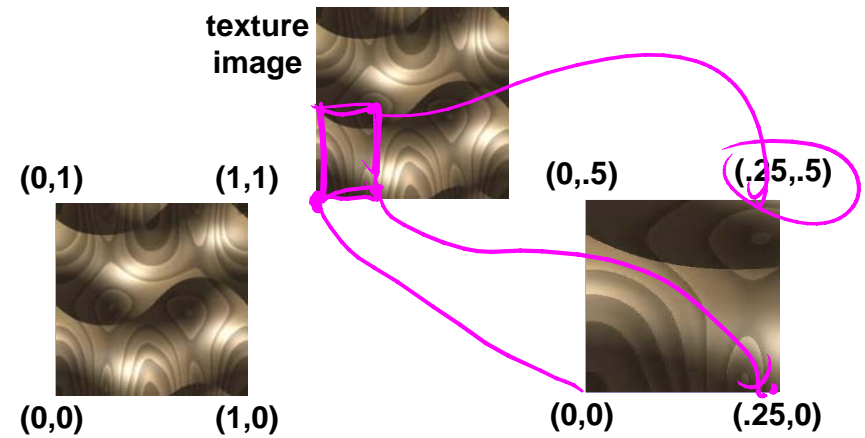 texture
image
(0,1) (1,1) (0,.5) (.25,.5)
(0,0) (1,0) (0,0) (.25,0)